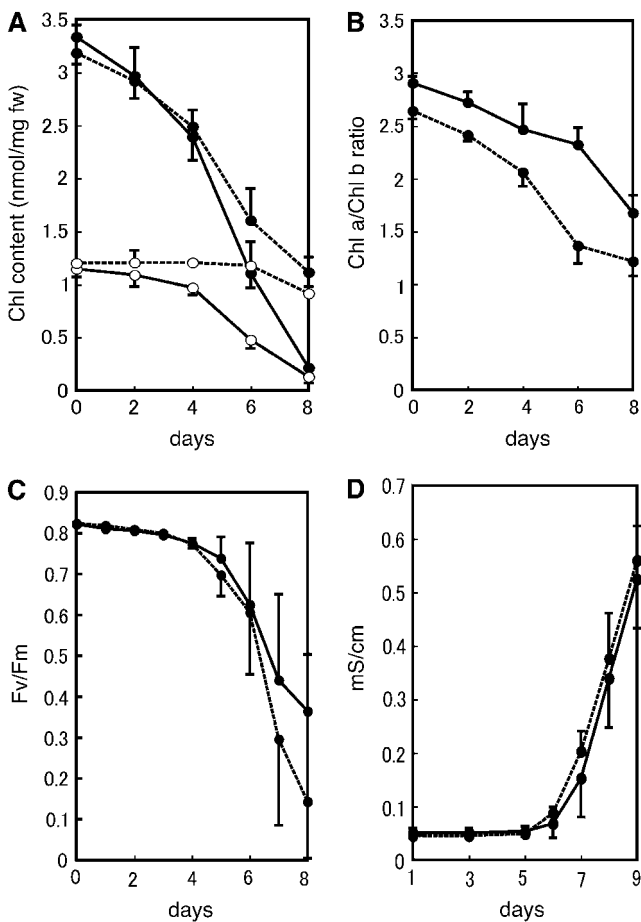 A
Chl content (nmol/mg fw)
3.5
3
2.5
2
1.5
1
0.5
0
0 2 4 6 8
days
B
Chl a/Chl b ratio
3.5
3
2.5
2
1.5
1
0.5
0
0 2 4 6 8
days
C
Fv/Fm
0.9
0.8
0.7
0.6
0.5
0.4
0.3
0.2
0.1
0
0 2 4 6 8
days
D
mS/cm
0.7
0.6
0.5
0.4
0.3
0.2
0.1
0
1 3 5 7 9
days